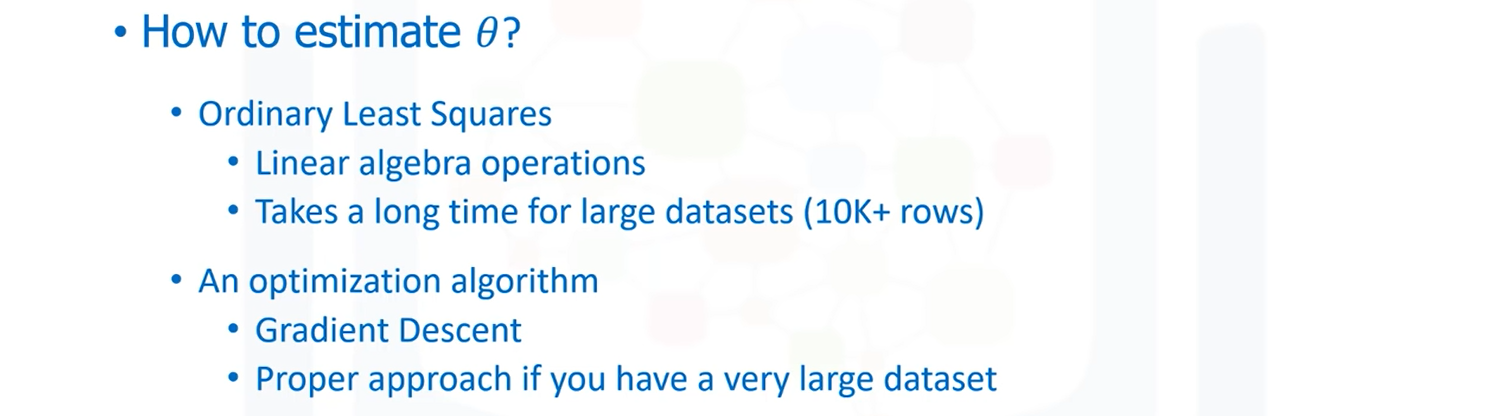 • How to estimate θ?
• Ordinary Least Squares
• Linear algebra operations
• Takes a long time for large datasets (10K+ rows)
• An optimization algorithm
• Gradient Descent
• Proper approach if you have a very large dataset